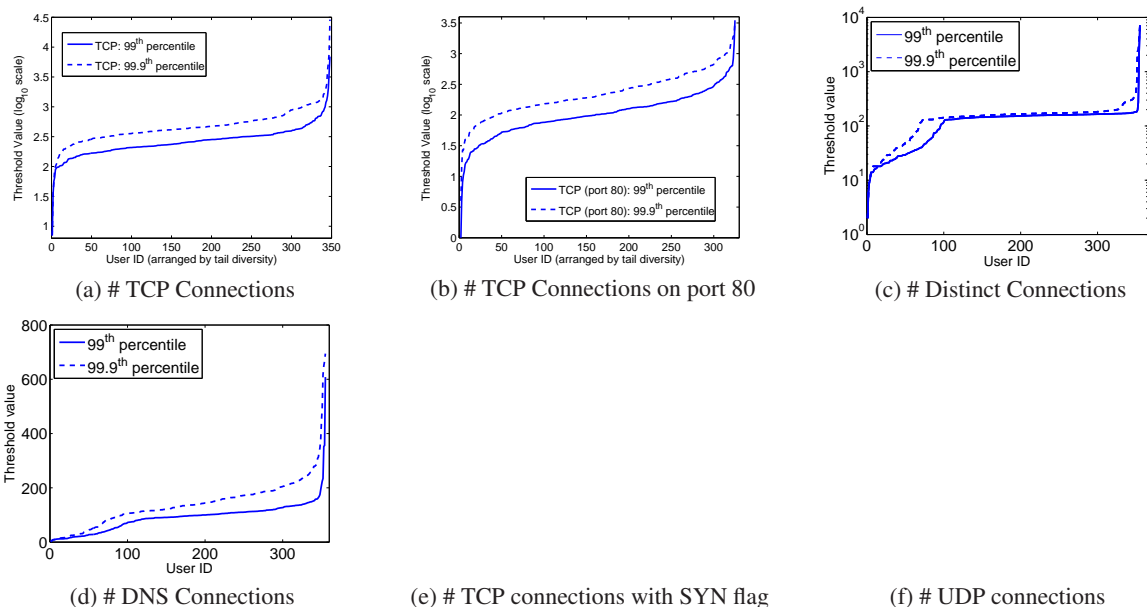 4.5
4
3.5
3
2.5
2
1.5
1
0 50 100 150 200 250 300 350
Threshold Value (log10 scale)
User ID (arranged by tail diversity)
TCP: 99th percentile
TCP: 99.9th percentile
(a) # TCP Connections
3.5
3
2.5
2
1.5
1
0.5
0
0 50 100 150 200 250 300
Threshold Value (log10 scale)
User ID (arranged by tail diversity)
TCP (port 80): 99th percentile
TCP (port 80): 99.9th percentile
(b) # TCP Connections on port 80
10^4
10^3
10^2
10^1
10^0
0 100 200 300
Threshold value
User ID
99th percentile
99.9th percentile
(c) # Distinct Connections
800
600
400
200
0
0 100 200 300
Threshold value
User ID
99th percentile
99.9th percentile
(d) # DNS Connections
(e) # TCP connections with SYN flag
(f) # UDP connections